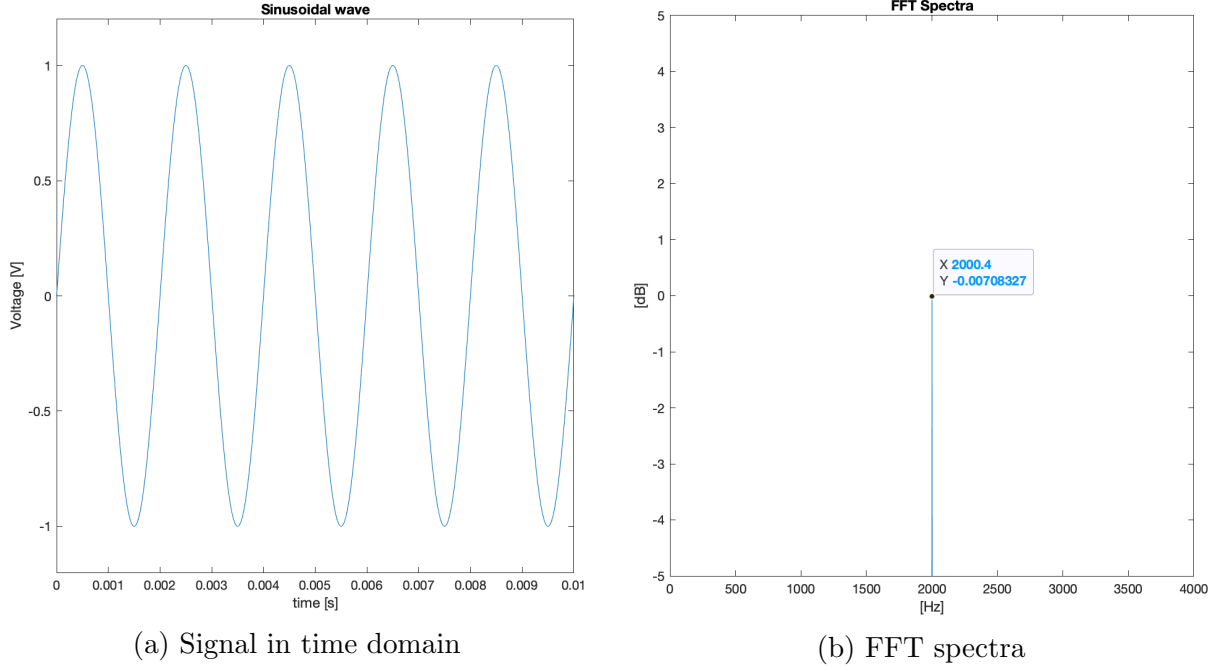 Sinusoidal wave
1
0.5
0
-0.5
-1
Voltage [V]
0 0.001 0.002 0.003 0.004 0.005 0.006 0.007 0.008 0.009 0.01
time [s]
(a) Signal in time domain
FFT Spectra
5
4
3
2
1
0
-1
-2
-3
-4
-5
[dB]
X 2000.4
Y -0.00708327
0 500 1000 1500 2000 2500 3000 3500 4000
[Hz]
(b) FFT spectra